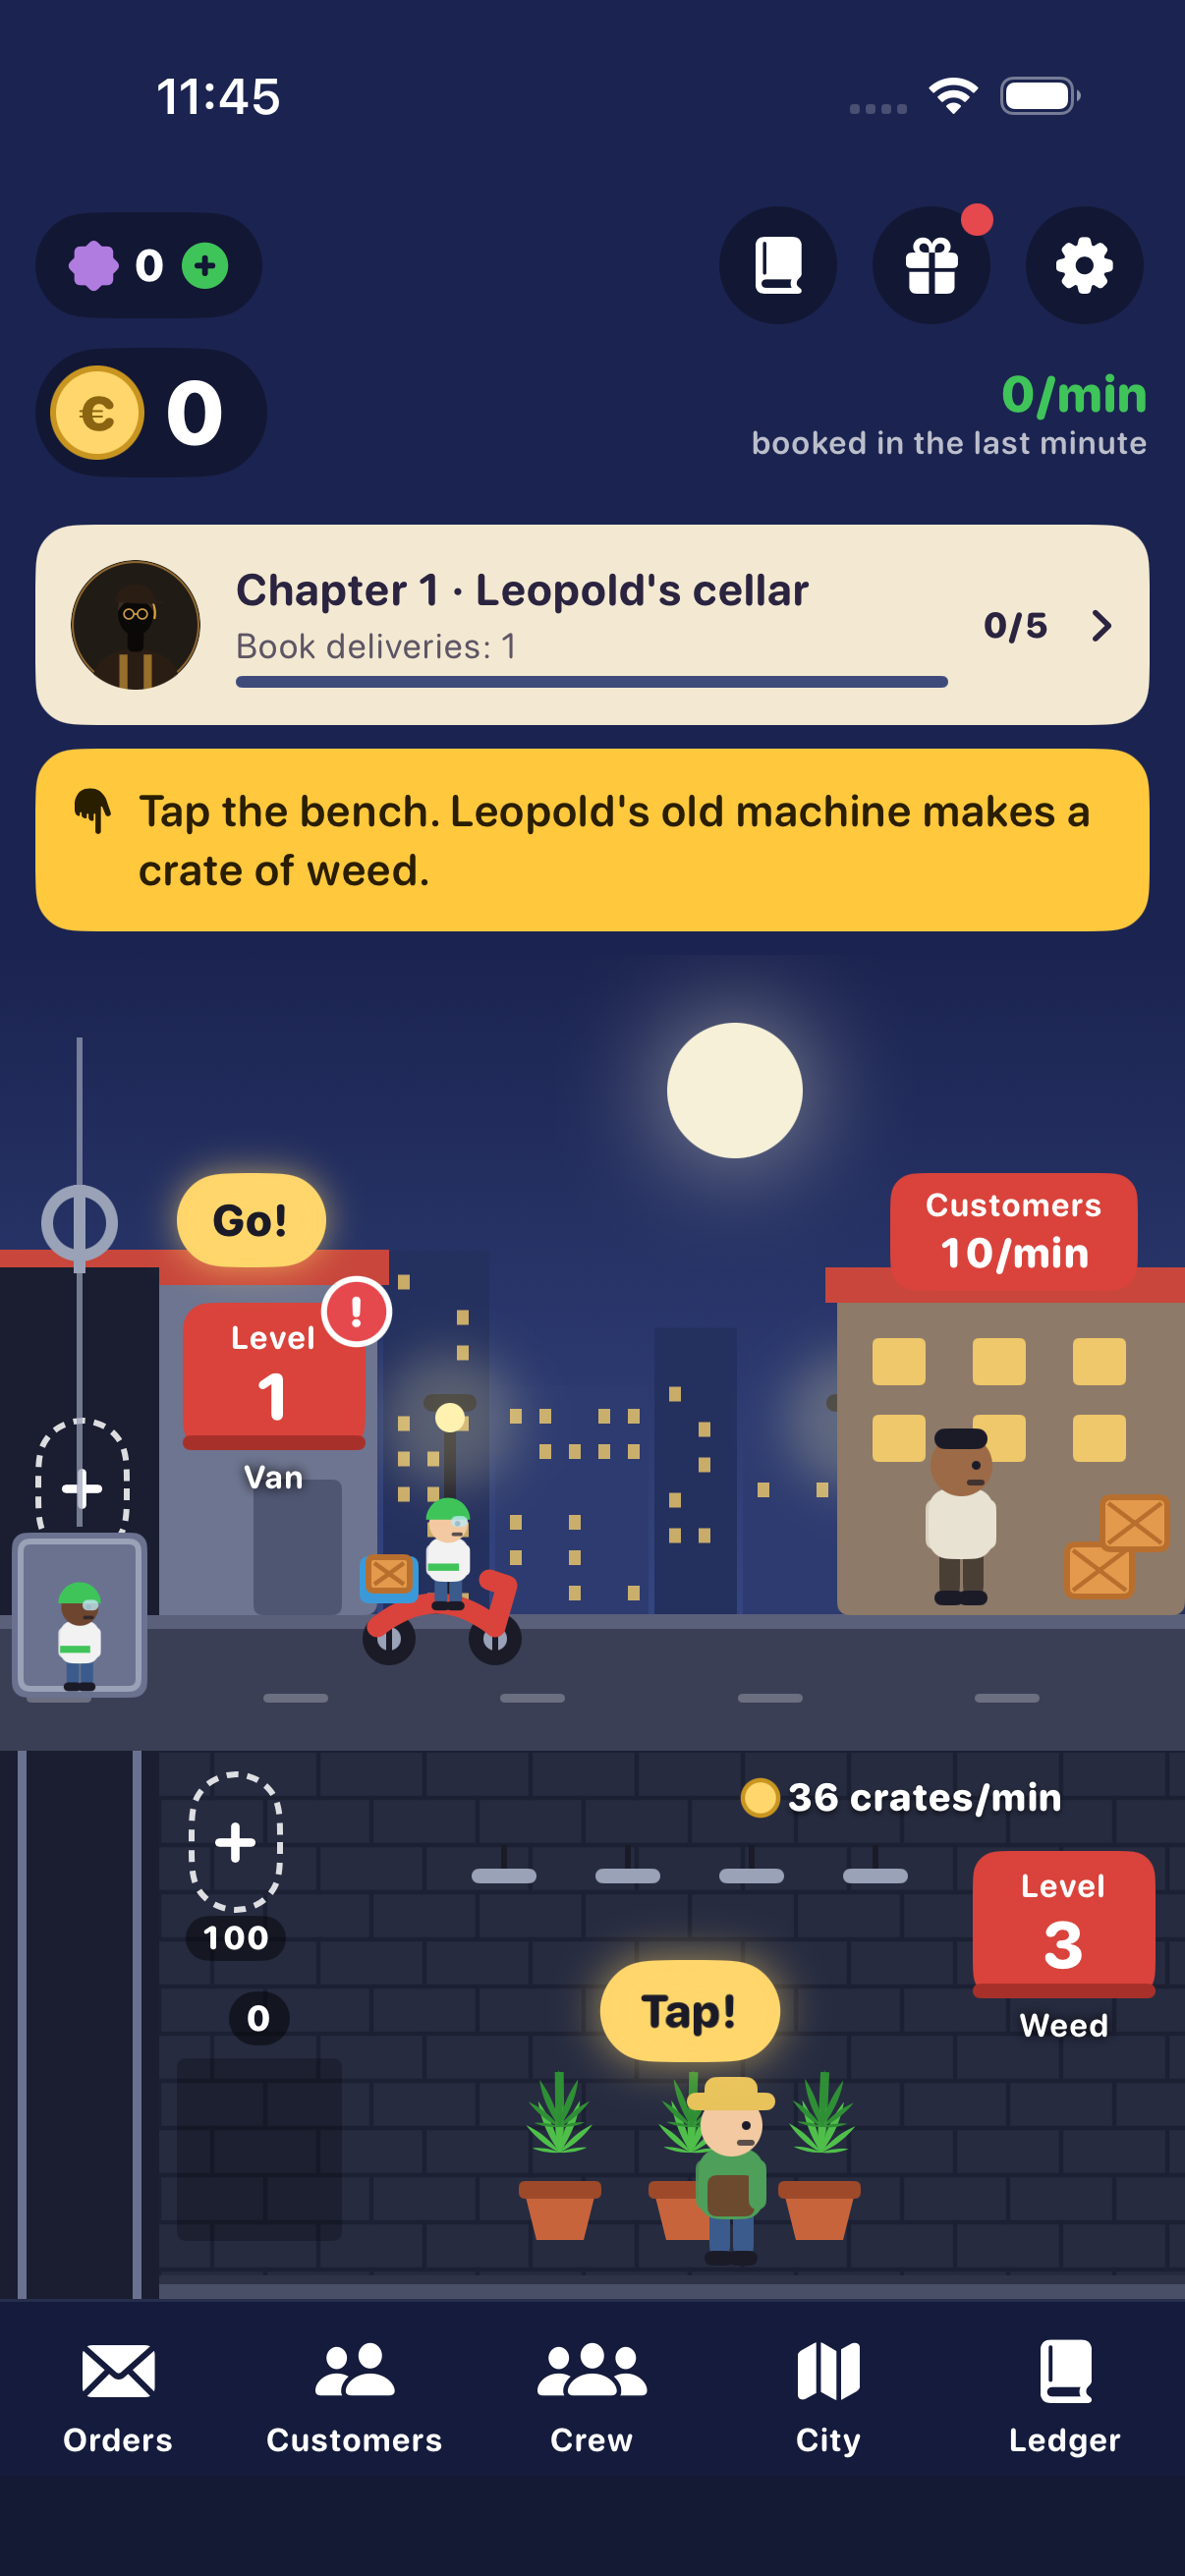 11:45
0
€ 0
0/min
booked in the last minute
Chapter 1 · Leopold's cellar
Book deliveries: 1
0/5
Tap the bench. Leopold's old machine makes a
crate of weed.
Go!
Customers
10/min
Level
1
!
Van
36 crates/min
100
0
Level
3
Weed
Tap!
Orders
Customers
Crew
City
Ledger